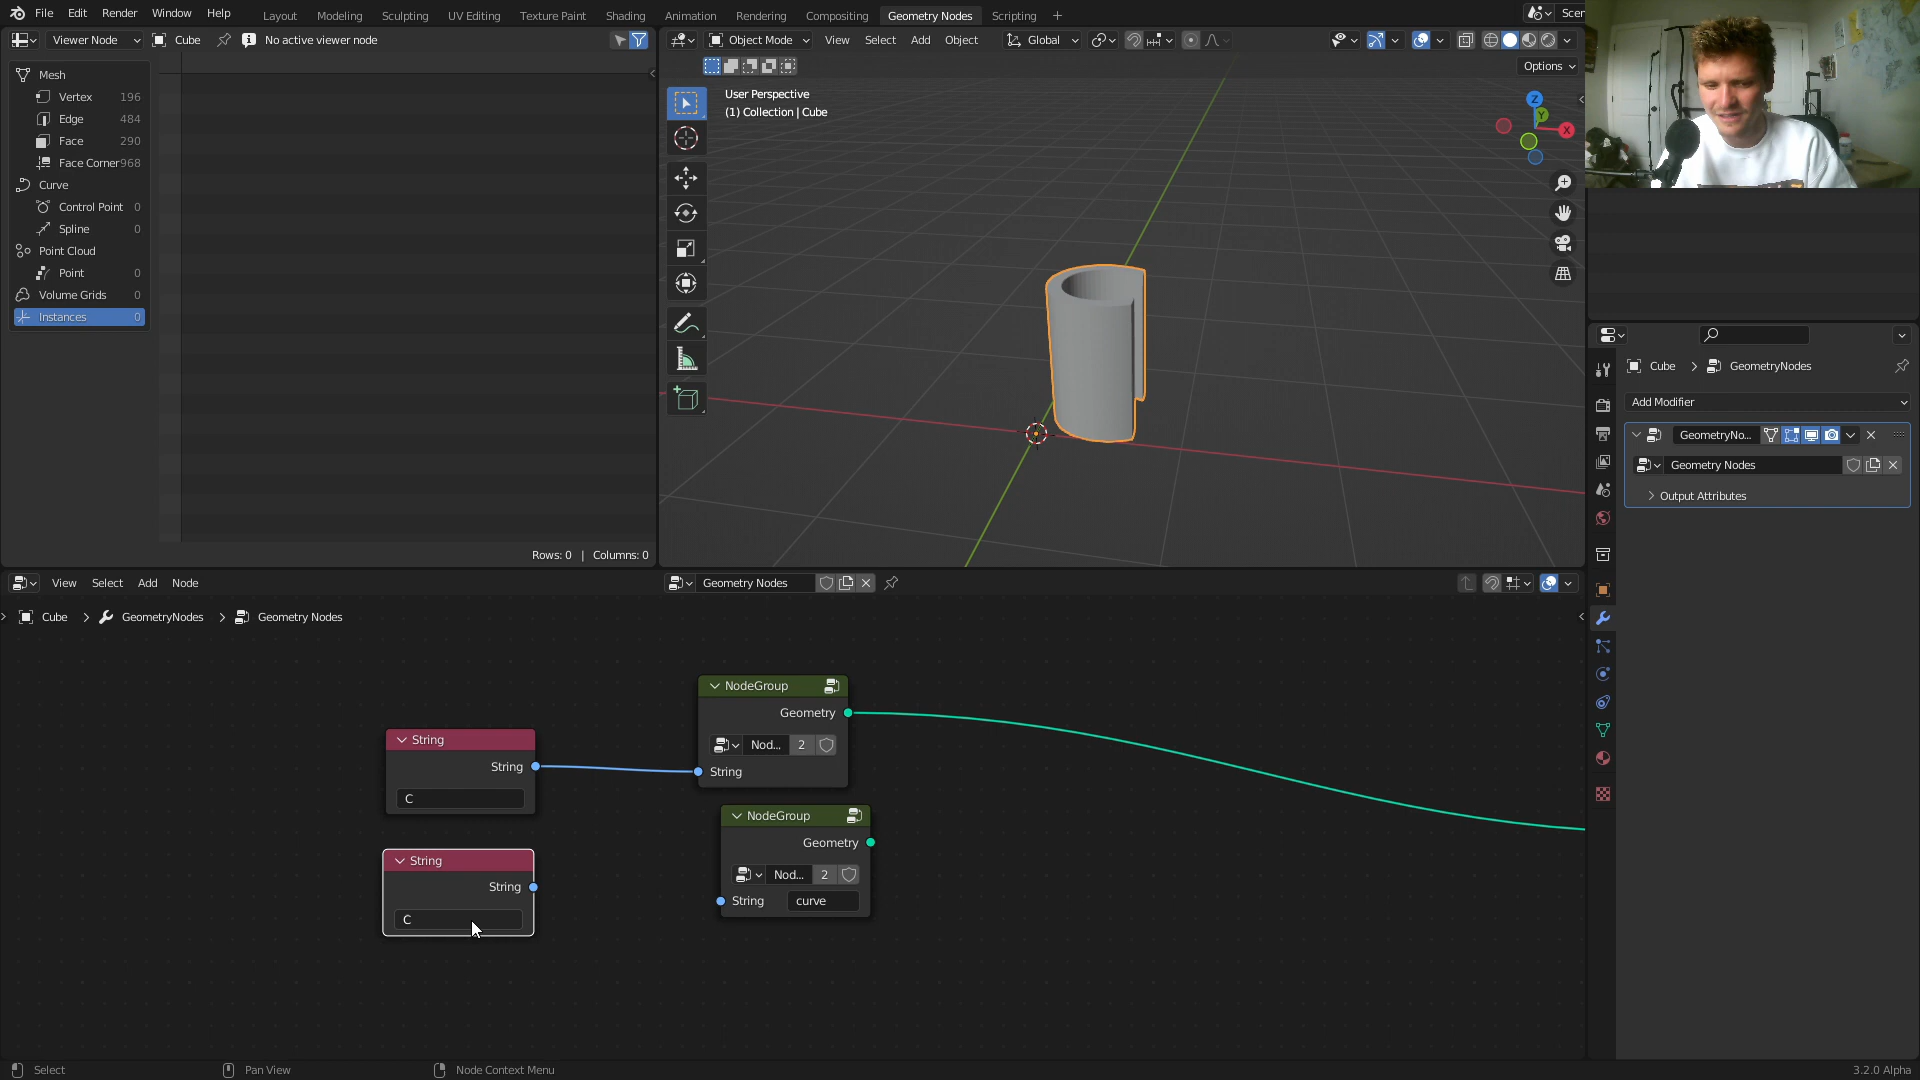 File Edit Render Window Help
Layout Modeling Sculpting UV Editing Texture Paint Shading Animation Rendering Compositing Geometry Nodes Scripting +
Scen
Viewer Node Cube No active viewer node
Object Mode View Select Add Object Global
Options
Mesh
Vertex 196
Edge 484
Face 290
Face Corner 968
Curve
Control Point 0
Spline 0
Point Cloud
Point 0
Volume Grids 0
Instances 0
Rows: 0 | Columns: 0
User Perspective
(1) Collection | Cube
Z
Y
X
Cube > GeometryNodes
Add Modifier
GeometryNo...
Geometry Nodes
Output Attributes
View Select Add Node
Geometry Nodes
Cube > GeometryNodes > Geometry Nodes
String
String
C
String
String
C
NodeGroup
Geometry
Nod... 2
String
NodeGroup
Geometry
Nod... 2
String curve
Select Pan View Node Context Menu
3.2.0 Alpha